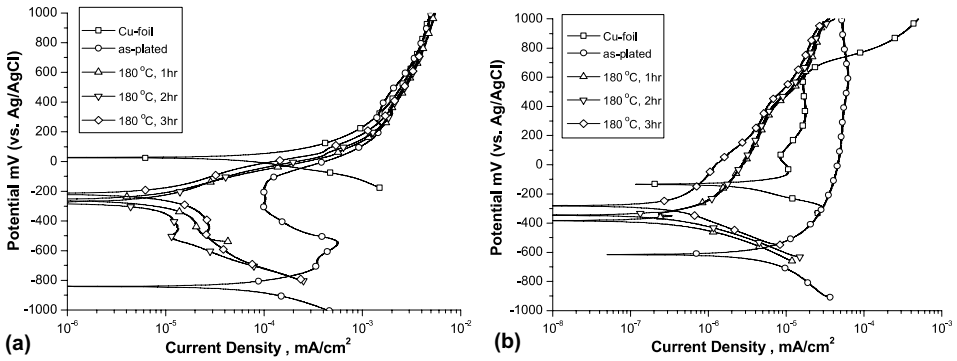 1000
800
600
400
200
0
-200
-400
-600
-800
-1000
Potential mV (vs. Ag/AgCl)
Cu-foil
as-plated
180 °C, 1hr
180 °C, 2hr
180 °C, 3hr
10⁻⁶ 10⁻⁵ 10⁻⁴ 10⁻³ 10⁻²
(a)
Current Density , mA/cm²
1000
800
600
400
200
0
-200
-400
-600
-800
-1000
Potential mV (vs. Ag/AgCl)
Cu-foil
as-plated
180 °C, 1hr
180 °C, 2hr
180 °C, 3hr
10⁻⁸ 10⁻⁷ 10⁻⁶ 10⁻⁵ 10⁻⁴ 10⁻³
(b)
Current Density , mA/cm²